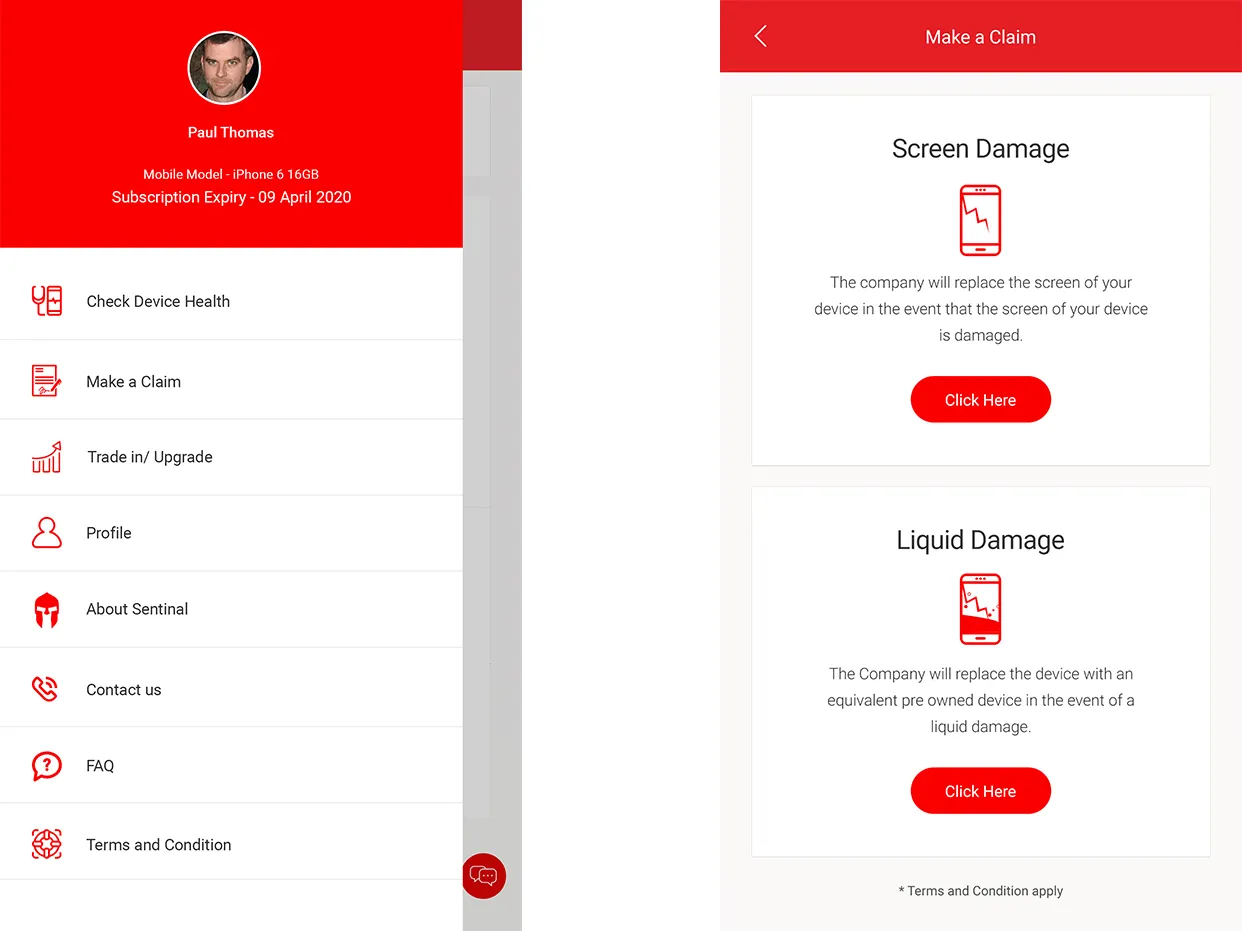 Paul Thomas
Mobile Model - iPhone 6 16GB
Subscription Expiry - 09 April 2020
Check Device Health
Make a Claim
Trade in/ Upgrade
Profile
About Sentinal
Contact us
?
FAQ
Terms and Condition
Make a Claim
Screen Damage
The company will replace the screen of your
device in the event that the screen of your device
is damaged.
Click Here
Liquid Damage
The Company will replace the device with an
equivalent pre owned device in the event of a
liquid damage.
Click Here
* Terms and Condition apply